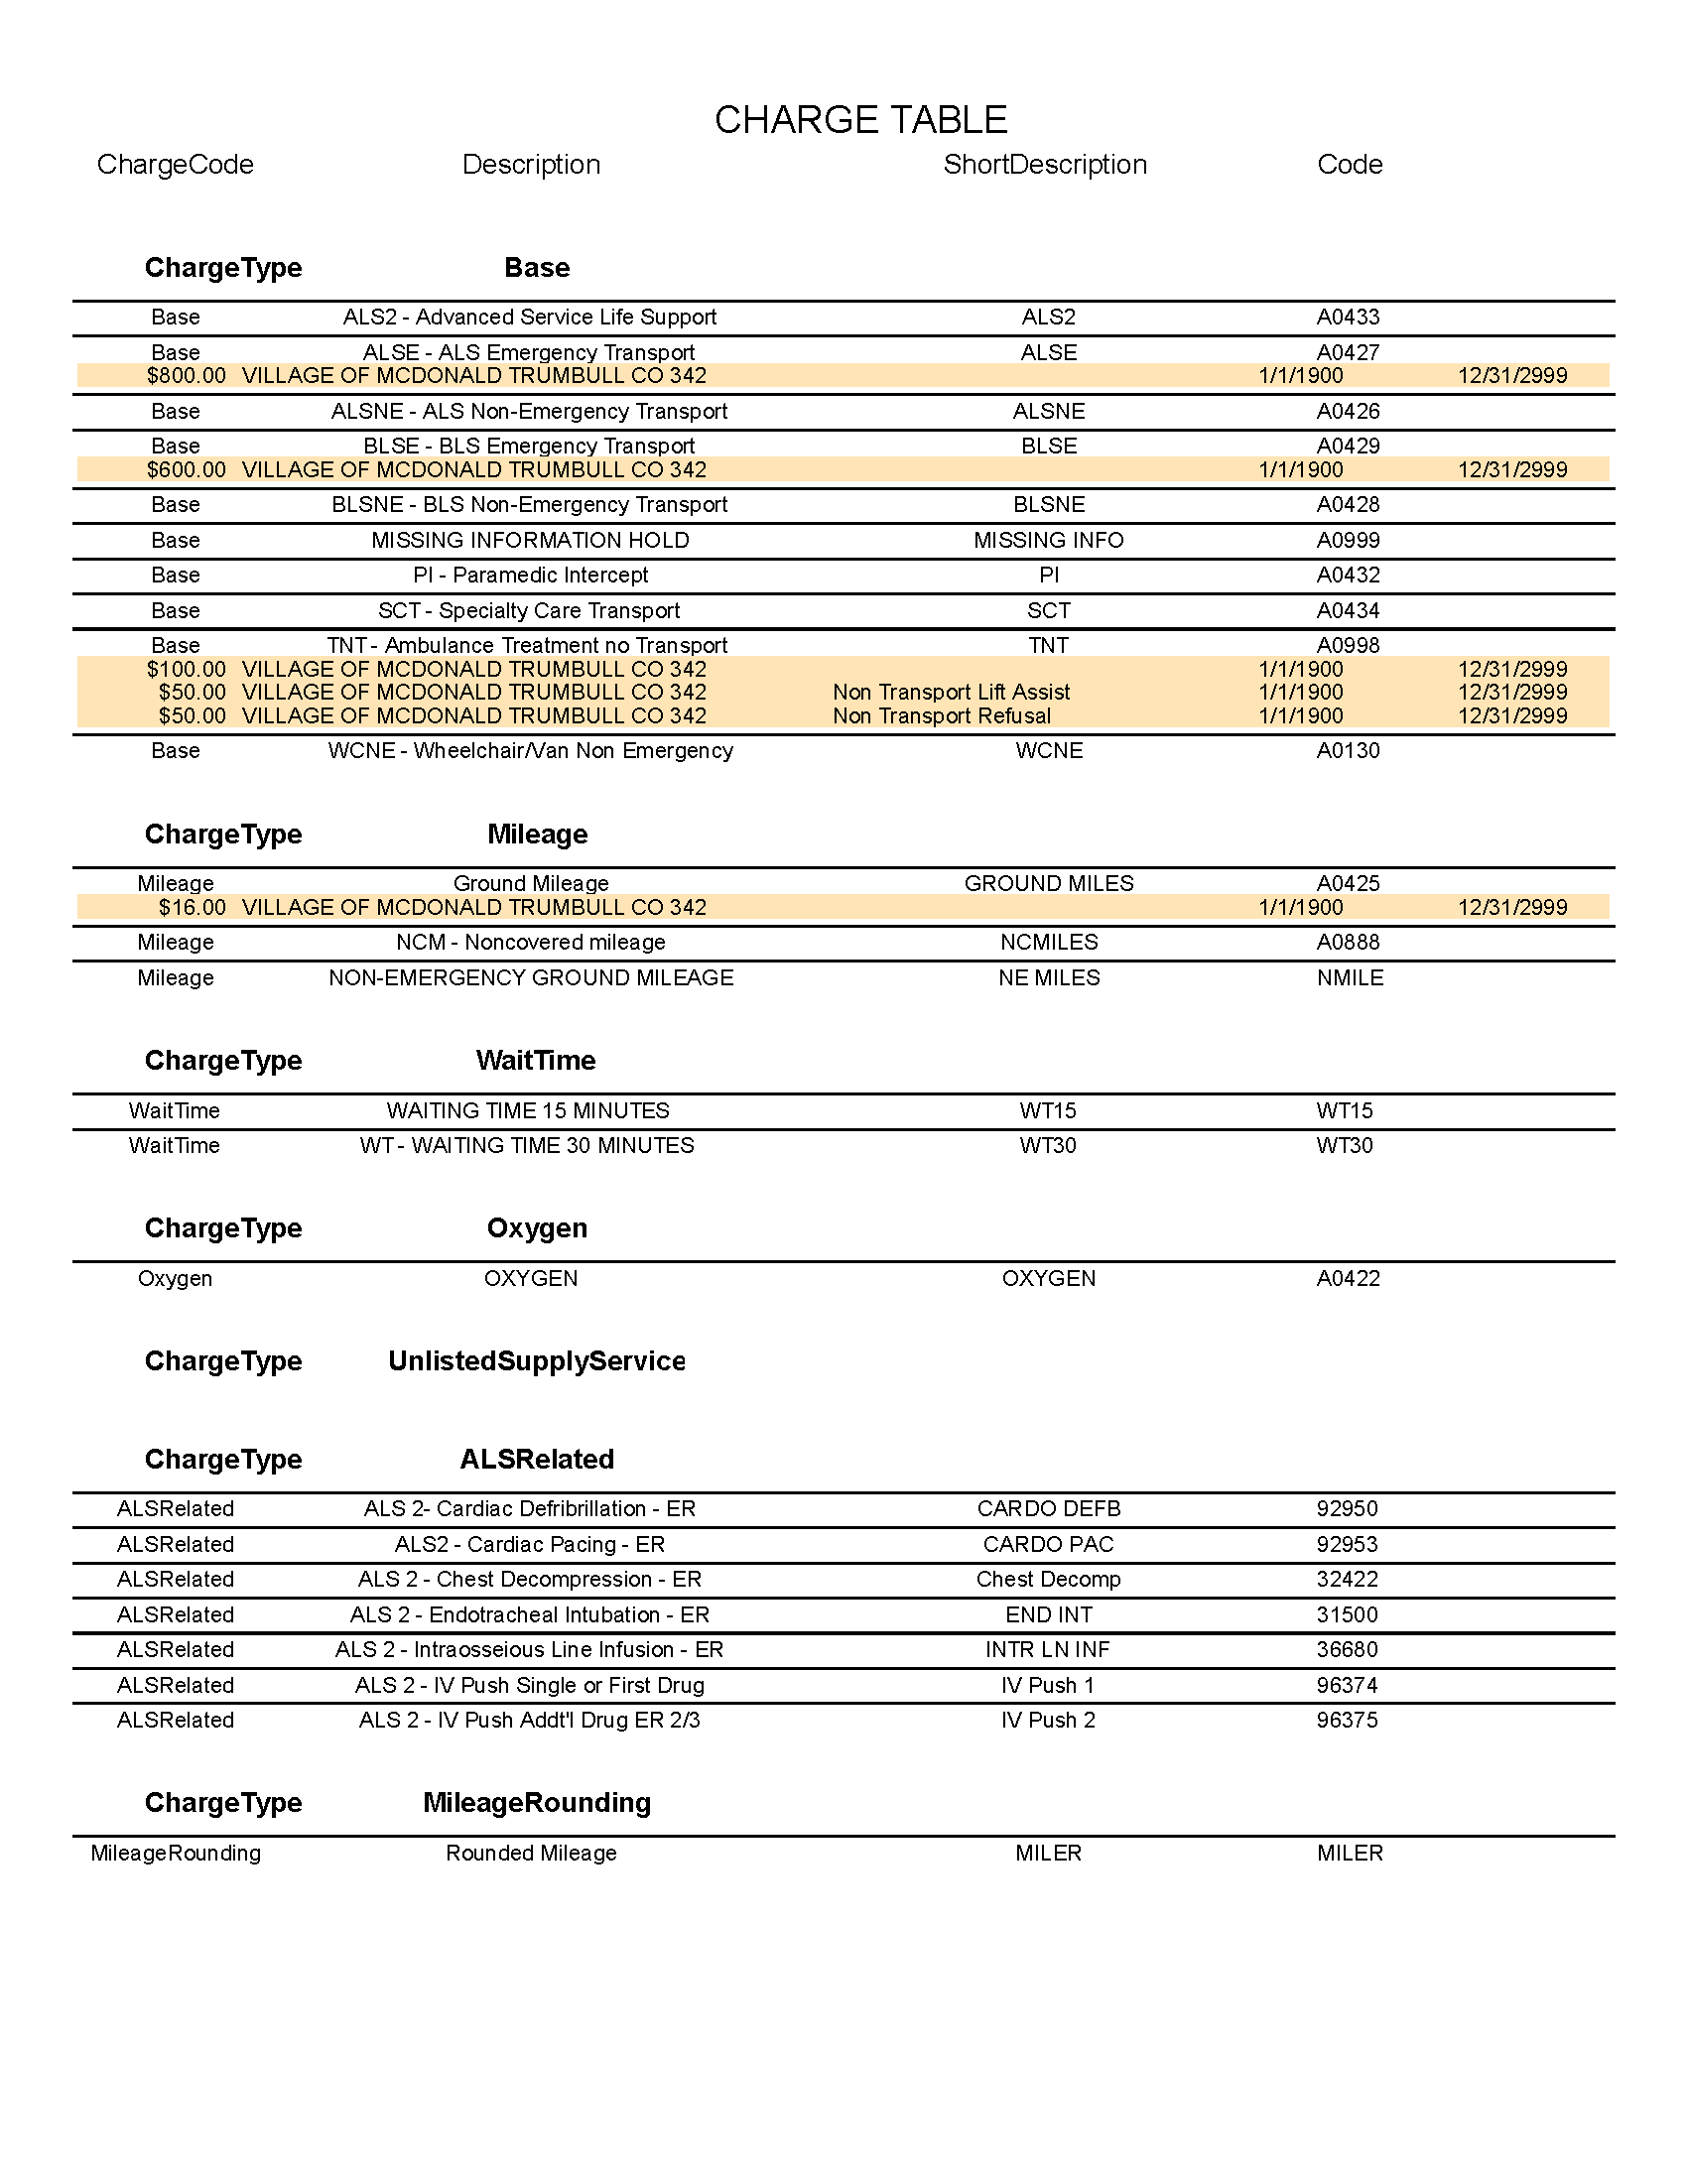 CHARGE TABLE
ChargeCode Description ShortDescription Code
ChargeType Base
Base ALS2 - Advanced Service Life Support ALS2 A0433
Base ALSE - ALS Emergency Transport ALSE A0427
$800.00 VILLAGE OF MCDONALD TRUMBULL CO 342 1/1/1900 12/31/2999
Base ALSNE - ALS Non-Emergency Transport ALSNE A0426
Base BLSE - BLS Emergency Transport BLSE A0429
$600.00 VILLAGE OF MCDONALD TRUMBULL CO 342 1/1/1900 12/31/2999
Base BLSNE - BLS Non-Emergency Transport BLSNE A0428
Base MISSING INFORMATION HOLD MISSING INFO A0999
Base PI - Paramedic Intercept PI A0432
Base SCT - Specialty Care Transport SCT A0434
Base TNT - Ambulance Treatment no Transport TNT A0998
$100.00 VILLAGE OF MCDONALD TRUMBULL CO 342 1/1/1900 12/31/2999
$50.00 VILLAGE OF MCDONALD TRUMBULL CO 342 Non Transport Lift Assist 1/1/1900 12/31/2999
$50.00 VILLAGE OF MCDONALD TRUMBULL CO 342 Non Transport Refusal 1/1/1900 12/31/2999
Base WCNE - Wheelchair/Van Non Emergency WCNE A0130
ChargeType Mileage
Mileage Ground Mileage GROUND MILES A0425
$16.00 VILLAGE OF MCDONALD TRUMBULL CO 342 1/1/1900 12/31/2999
Mileage NCM - Noncovered mileage NCMILES A0888
Mileage NON-EMERGENCY GROUND MILEAGE NE MILES NMILE
ChargeType WaitTime
WaitTime WAITING TIME 15 MINUTES WT15 WT15
WaitTime WT - WAITING TIME 30 MINUTES WT30 WT30
ChargeType Oxygen
Oxygen OXYGEN OXYGEN A0422
ChargeType UnlistedSupplyService
ChargeType ALSRelated
ALSRelated ALS 2- Cardiac Defribrillation - ER CARDO DEFB 92950
ALSRelated ALS2 - Cardiac Pacing - ER CARDO PAC 92953
ALSRelated ALS 2 - Chest Decompression - ER Chest Decomp 32422
ALSRelated ALS 2 - Endotracheal Intubation - ER END INT 31500
ALSRelated ALS 2 - Intraosseious Line Infusion - ER INTR LN INF 36680
ALSRelated ALS 2 - IV Push Single or First Drug IV Push 1 96374
ALSRelated ALS 2 - IV Push Addt'l Drug ER 2/3 IV Push 2 96375
ChargeType MileageRounding
MileageRounding Rounded Mileage MILER MILER